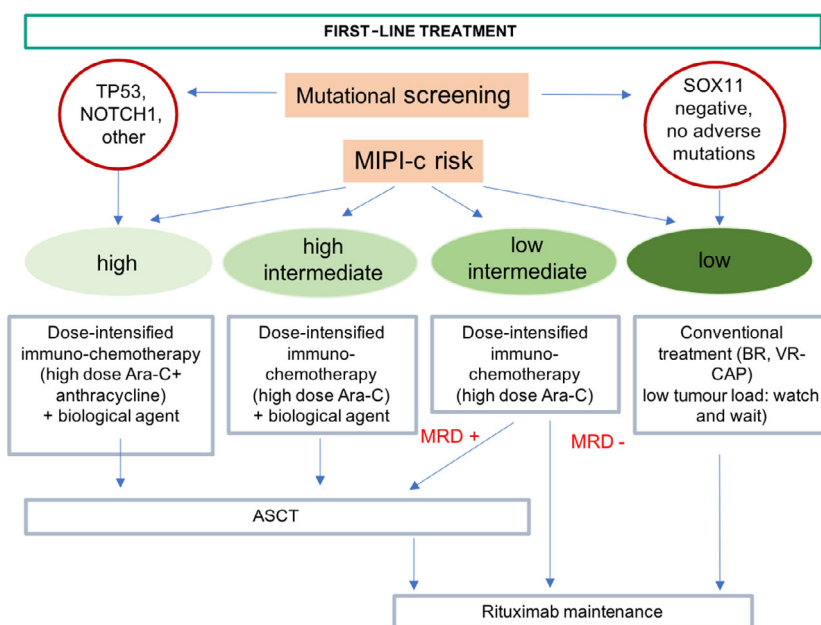 FIRST-LINE TREATMENT
TP53,
NOTCH1,
other
Mutational screening
SOX11
negative,
no adverse
mutations
MIPI-c risk
high
high
intermediate
low
intermediate
low
Dose-intensified
immuno-chemotherapy
(high dose Ara-C+
anthracycline)
+ biological agent
Dose-intensified
immuno-
chemotherapy
(high dose Ara-C)
+ biological agent
Dose-intensified
immuno-
chemotherapy
(high dose Ara-C)
Conventional
treatment (BR, VR-
CAP)
low tumour load: watch
and wait)
MRD +
MRD -
ASCT
Rituximab maintenance